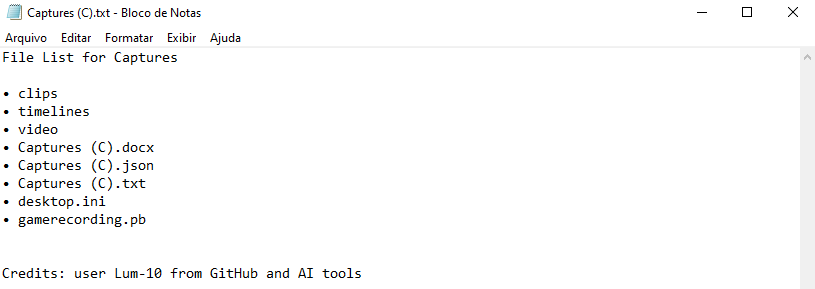 Captures (C).txt - Bloco de Notas
Arquivo Editar Formatar Exibir Ajuda
File List for Captures
• clips
• timelines
• video
• Captures (C).docx
• Captures (C).json
• Captures (C).txt
• desktop.ini
• gamerecording.pb
Credits: user Lum-10 from GitHub and AI tools